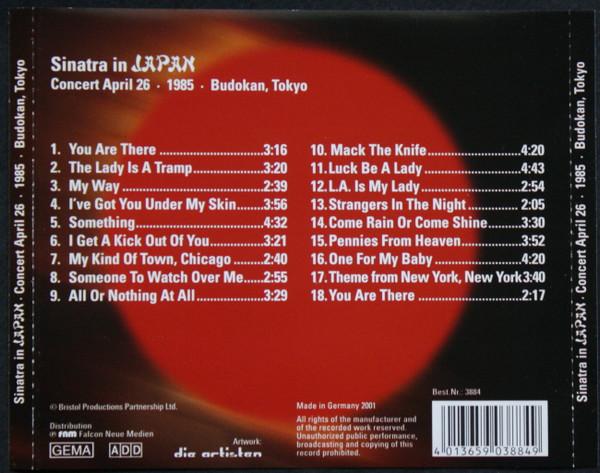 Sinatra in JAPAN
Concert April 26 · 1985 · Budokan, Tokyo
1. You Are There ........ 3:16
2. The Lady Is A Tramp ........ 3:20
3. My Way ........ 2:39
4. I've Got You Under My Skin ........ 3:56
5. Something ........ 4:32
6. I Get A Kick Out Of You ........ 3:21
7. My Kind Of Town, Chicago ........ 2:40
8. Someone To Watch Over Me ........ 2:55
9. All Or Nothing At All ........ 3:29
10. Mack The Knife ........ 4:20
11. Luck Be A Lady ........ 4:43
12. L.A. Is My Lady ........ 2:54
13. Strangers In The Night ........ 2:05
14. Come Rain Or Come Shine ........ 3:30
15. Pennies From Heaven ........ 3:52
16. One For My Baby ........ 4:20
17. Theme from New York, New York 3:40
18. You Are There ........ 2:17
© Bristol Productions Partnership Ltd.
Distribution
℗ FNM Falcon Neue Medien
GEMA ADD
Artwork:
die artisten
Made in Germany 2001
All rights of the manufacturer and
of the recorded work reserved.
Unauthorized public performance,
broadcasting and copying of this
record prohibited.
Best.Nr.: 3884
4 013659 038849
Sinatra in JAPAN · Concert April 26 · 1985 · Budokan, Tokyo
Sinatra in JAPAN · Concert April 26 · 1985 · Budokan, Tokyo